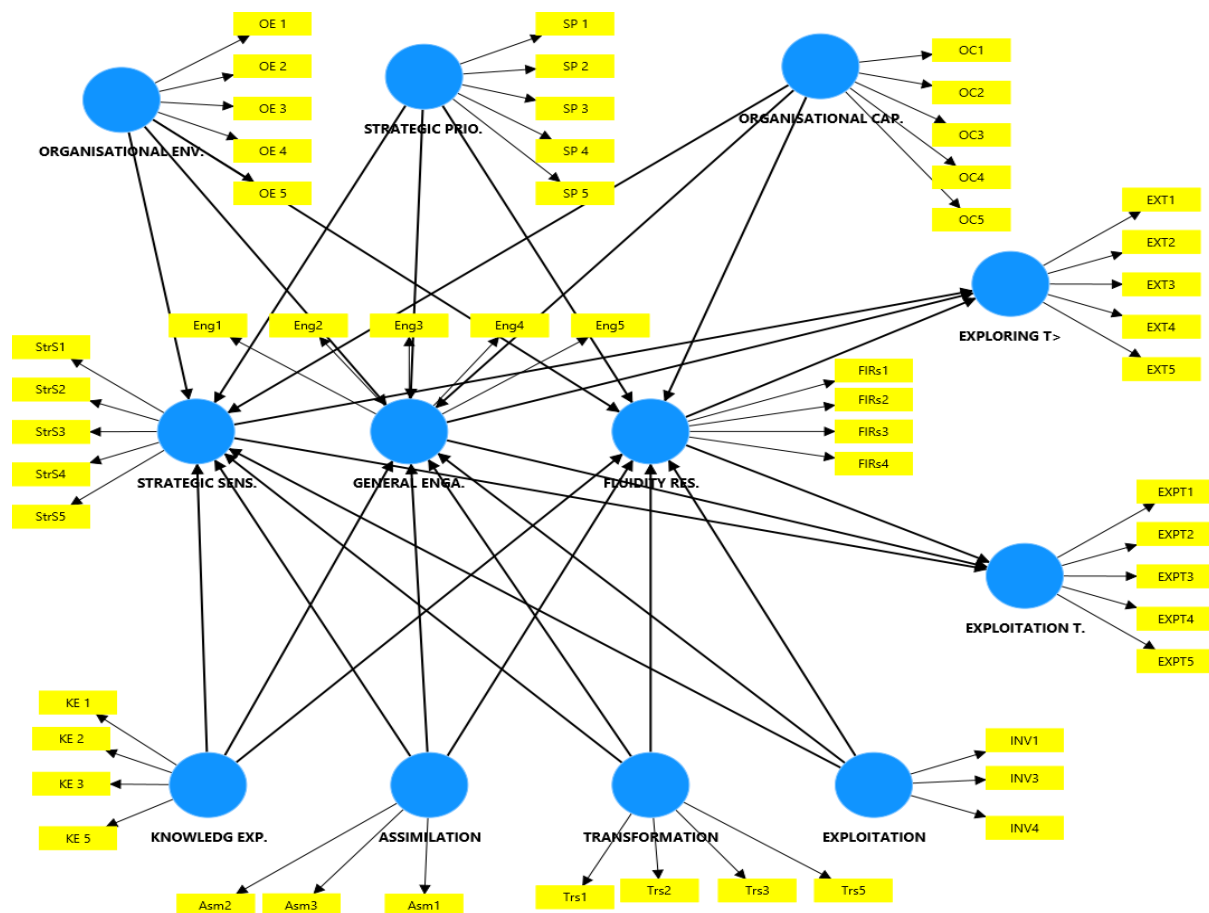 OE 1
OE 2
OE 3
OE 4
OE 5
ORGANISATIONAL ENV.
SP 1
SP 2
SP 3
SP 4
SP 5
STRATEGIC PRIO.
OC1
OC2
OC3
OC4
OC5
ORGANISATIONAL CAP.
EXT1
EXT2
EXT3
EXT4
EXT5
EXPLORING T>
Eng1
Eng2
Eng3
Eng4
Eng5
StrS1
StrS2
StrS3
StrS4
StrS5
STRATEGIC SENS.
GENERAL ENGA.
FLUIDITY RES.
FIRs1
FIRs2
FIRs3
FIRs4
EXPT1
EXPT2
EXPT3
EXPT4
EXPT5
EXPLOITATION T.
KE 1
KE 2
KE 3
KE 5
KNOWLEDG EXP.
ASSIMILATION
TRANSFORMATION
EXPLOITATION
INV1
INV3
INV4
Asm2
Asm3
Asm1
Trs1
Trs2
Trs3
Trs5